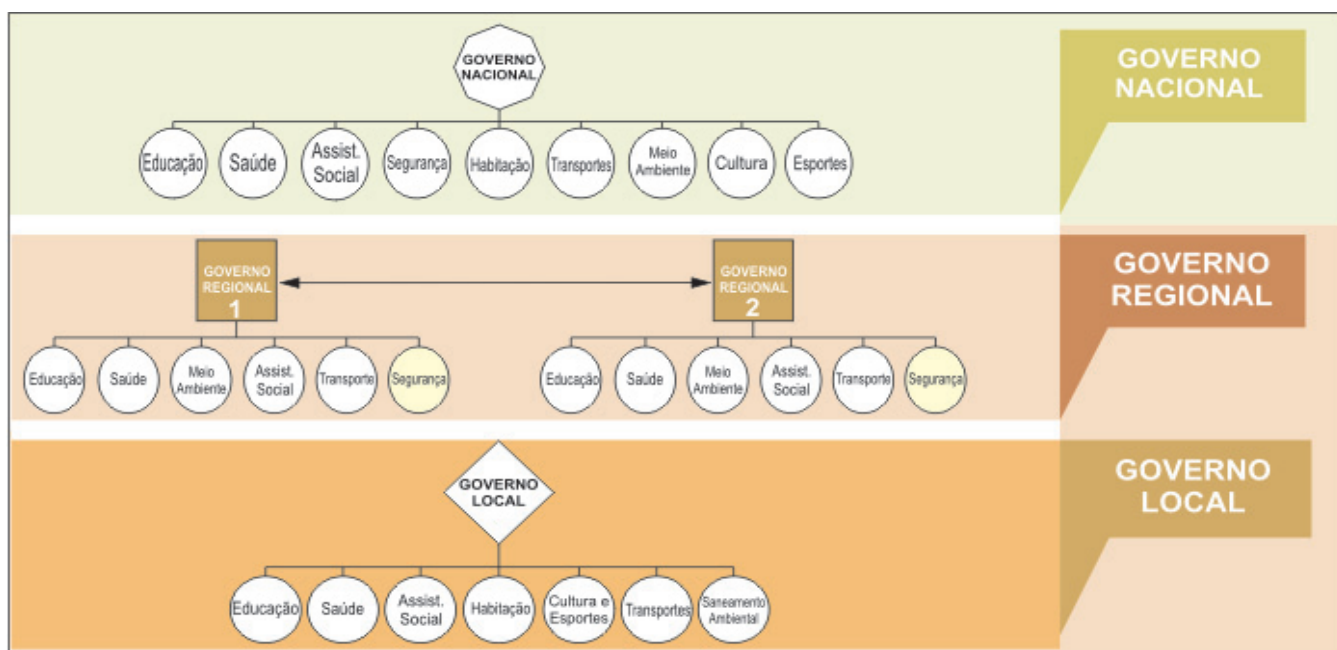 GOVERNO
NACIONAL
Educação
Saúde
Assist.
Social
Segurança
Habitação
Transportes
Meio
Ambiente
Cultura
Esportes
GOVERNO
NACIONAL
GOVERNO
REGIONAL
1
Educação
Saúde
Meio
Ambiente
Assist.
Social
Transporte
Segurança
GOVERNO
REGIONAL
2
Educação
Saúde
Meio
Ambiente
Assist.
Social
Transporte
Segurança
GOVERNO
REGIONAL
GOVERNO
LOCAL
Educação
Saúde
Assist.
Social
Habitação
Cultura e
Esportes
Transportes
Saneamento
Ambiental
GOVERNO
LOCAL